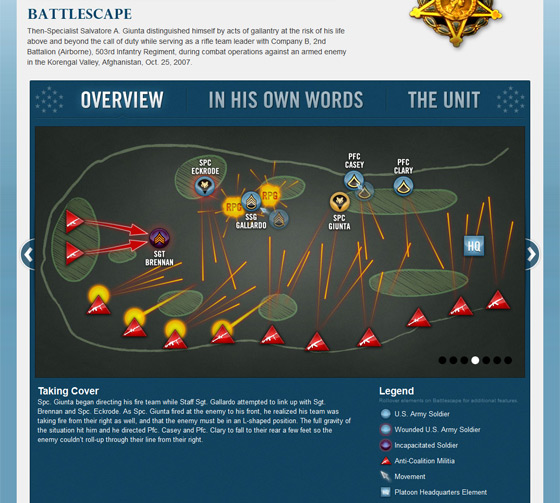 BATTLESCAPE
Then-Specialist Salvatore A. Giunta distinguished himself by acts of gallantry at the risk of his life
above and beyond the call of duty while serving as a rifle team leader with Company B, 2nd
Battalion (Airborne), 503rd Infantry Regiment, during combat operations against an armed enemy
in the Korengal Valley, Afghanistan, Oct. 25, 2007.
OVERVIEW IN HIS OWN WORDS THE UNIT
SPC
ECKRODE
PFC
CASEY
PFC
CLARY
RPG
RPG
SSG
GALLARDO
SPC
GIUNTA
SGT
BRENNAN
HQ
Taking Cover
Spc. Giunta began directing his fire team while Staff Sgt. Gallardo attempted to link up with Sgt.
Brennan and Spc. Eckrode. As Spc. Giunta fired at the enemy to his front, he realized his team was
taking fire from their right as well, and that the enemy must be in an L-shaped position. The full gravity of
the situation hit him and he directed Pfc. Casey and Pfc. Clary to fall to their rear a few feet so the
enemy couldn't roll-up through their line from their right.
Legend
Rollover elements on Battlescape for additional features
U.S. Army Soldier
Wounded U.S. Army Soldier
Incapacitated Soldier
Anti-Coalition Militia
Movement
HQ Platoon Headquarters Element